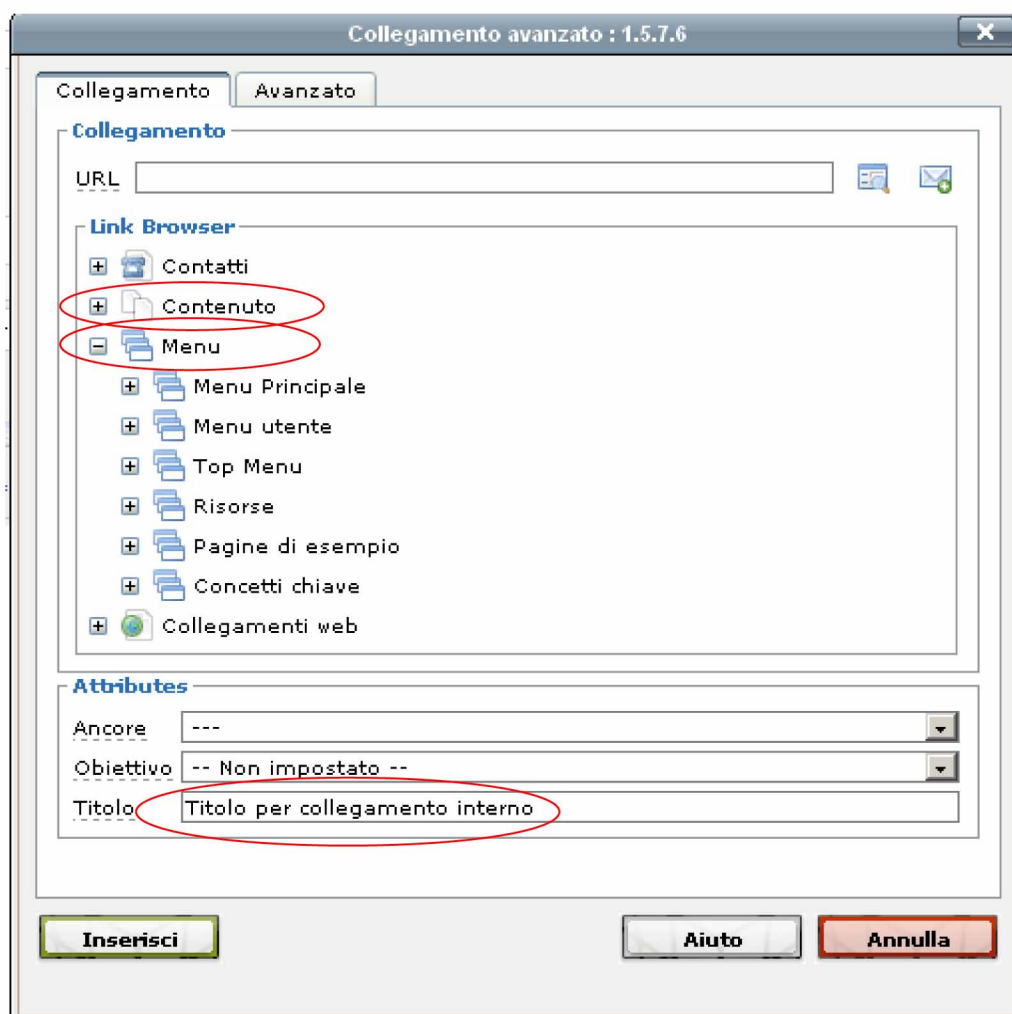 Collegamento avanzato : 1.5.7.6
Collegamento Avanzato
Collegamento
URL
Link Browser
Contatti
Contenuto
Menu
Menu Principale
Menu utente
Top Menu
Risorse
Pagine di esempio
Concetti chiave
Collegamenti web
Attributes
Ancore ---
Obiettivo -- Non impostato --
Titolo Titolo per collegamento interno
Inserisci Aiuto Annulla